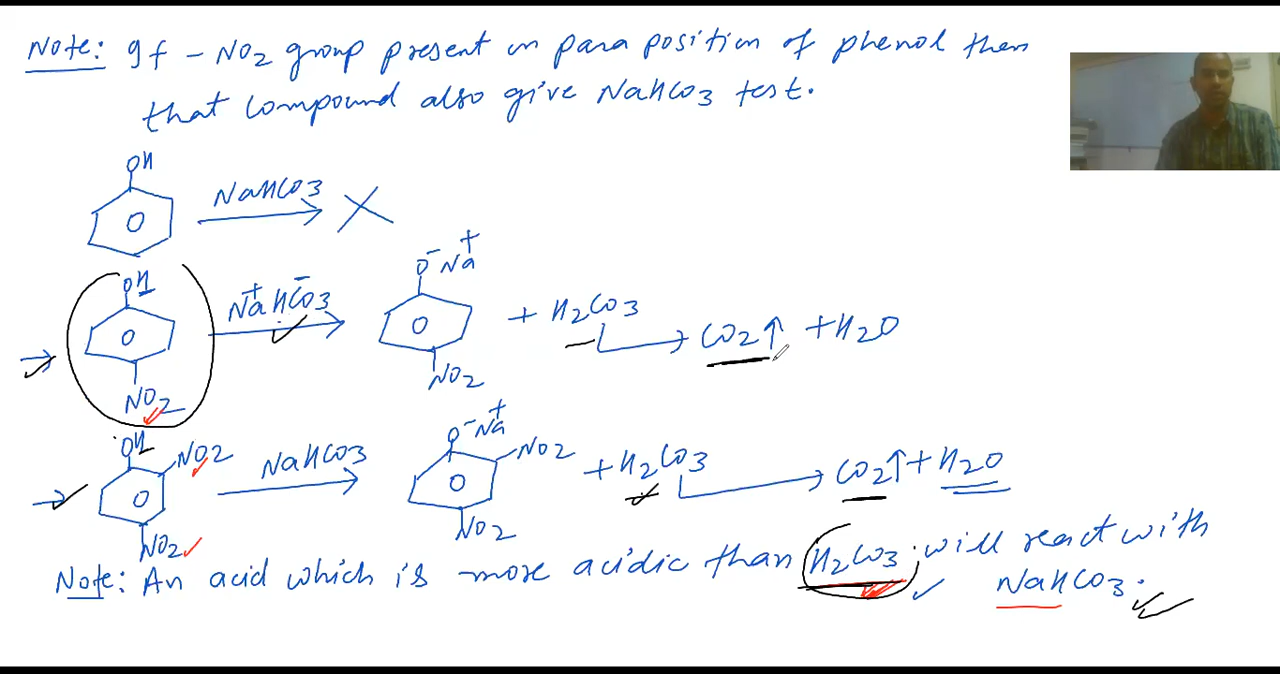 Note: If - NO2 group present in para position of phenol then
that compound also give NaHCO3 test.
OH
NaHCO3
OH
Na+ HCO3-
NO2
O- Na+
NO2
+ H2CO3
CO2↑ + H2O
OH
NO2
NO2
NaHCO3
O- Na+
NO2
NO2
+ H2CO3
CO2↑ + H2O
Note: An acid which is more acidic than H2CO3, will react with
NaHCO3.